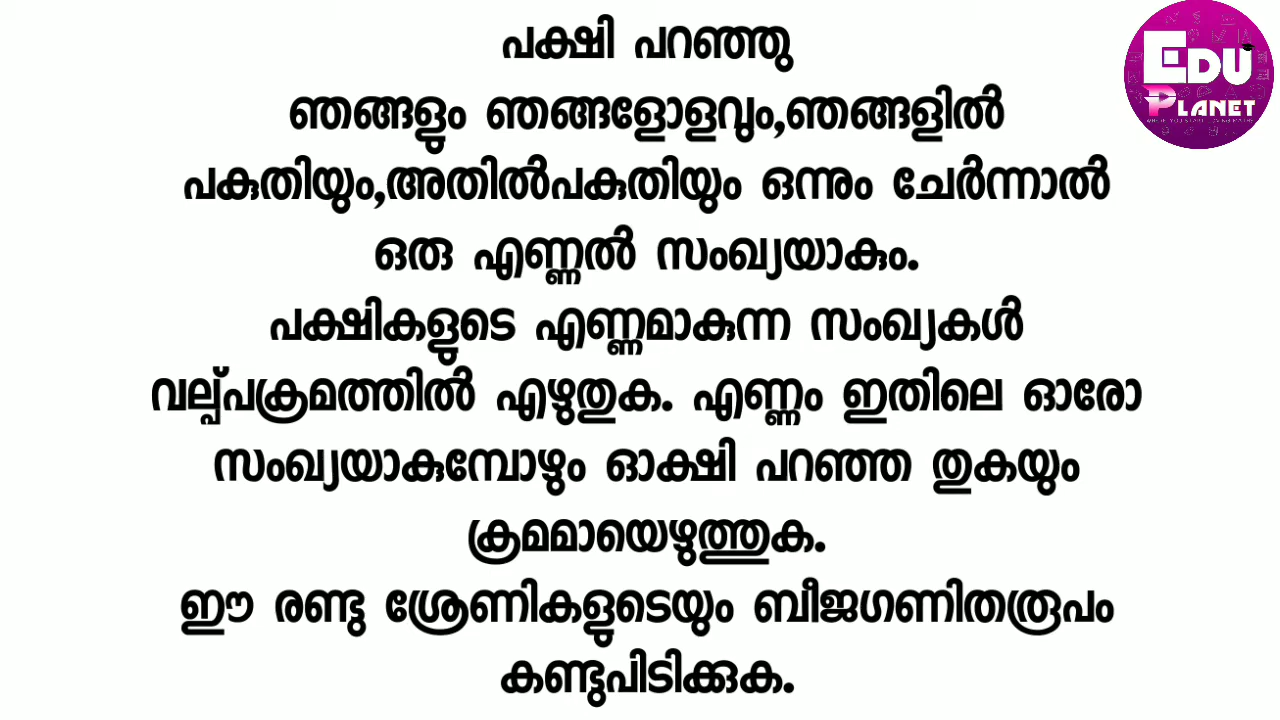 പക്ഷി പറഞ്ഞു
ഞങ്ങളും ഞങ്ങളോളവും,ഞങ്ങളിൽ
പകുതിയും,അതിൽപകുതിയും ഒന്നും ചേർന്നാൽ
ഒരു എണ്ണൽ സംഖ്യയാകും.
പക്ഷികളുടെ എണ്ണമാകുന്ന സംഖ്യകൾ
വല്പ്പക്രമത്തിൽ എഴുതുക. എണ്ണം ഇതിലെ ഓരോ
സംഖ്യയാകുമ്പോഴും ഓക്ഷി പറഞ്ഞ തുകയും
ക്രമമായെഴുത്തുക.
ഈ രണ്ടു ശ്രേണികളുടെയും ബീജഗണിതരൂപം
കണ്ടുപിടിക്കുക.
EDU
PLANET